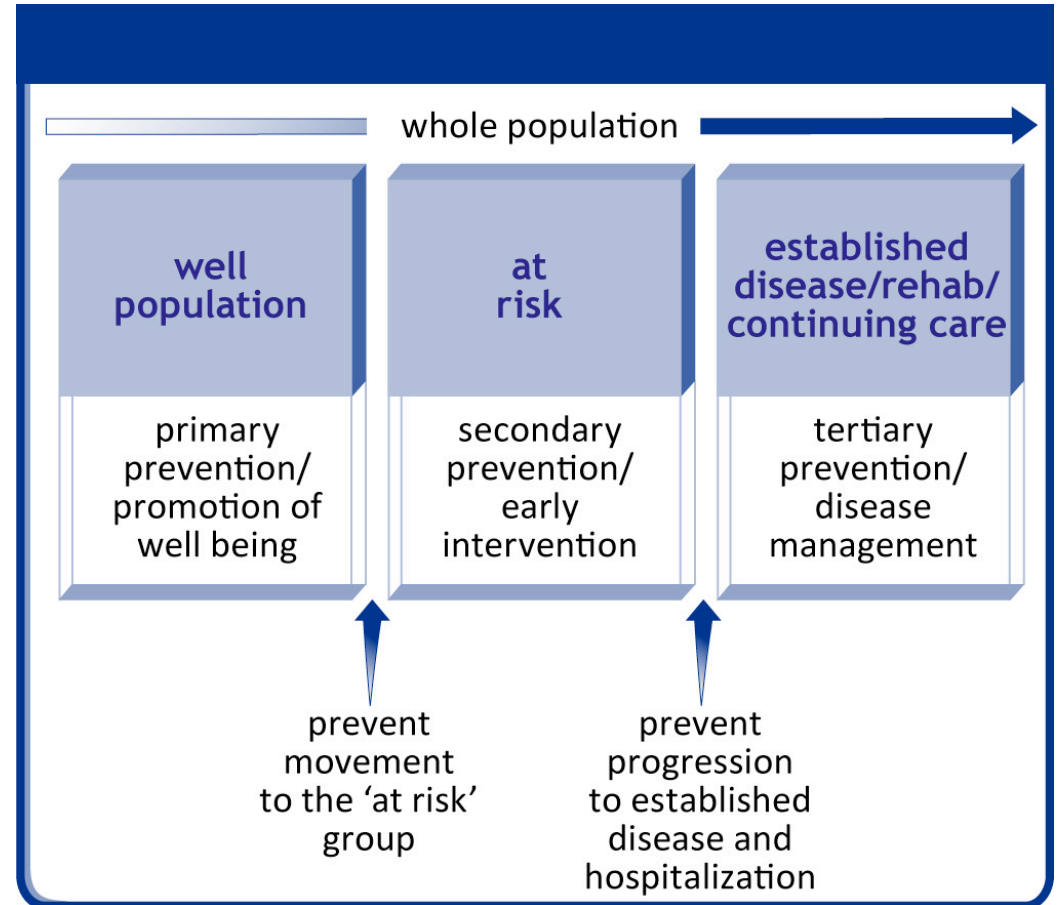 whole population
well
population
at
risk
established
disease/rehab/
continuing care
primary
prevention/
promotion of
well being
secondary
prevention/
early
intervention
tertiary
prevention/
disease
management
prevent
movement
to the ‘at risk’
group
prevent
progression
to established
disease and
hospitalization